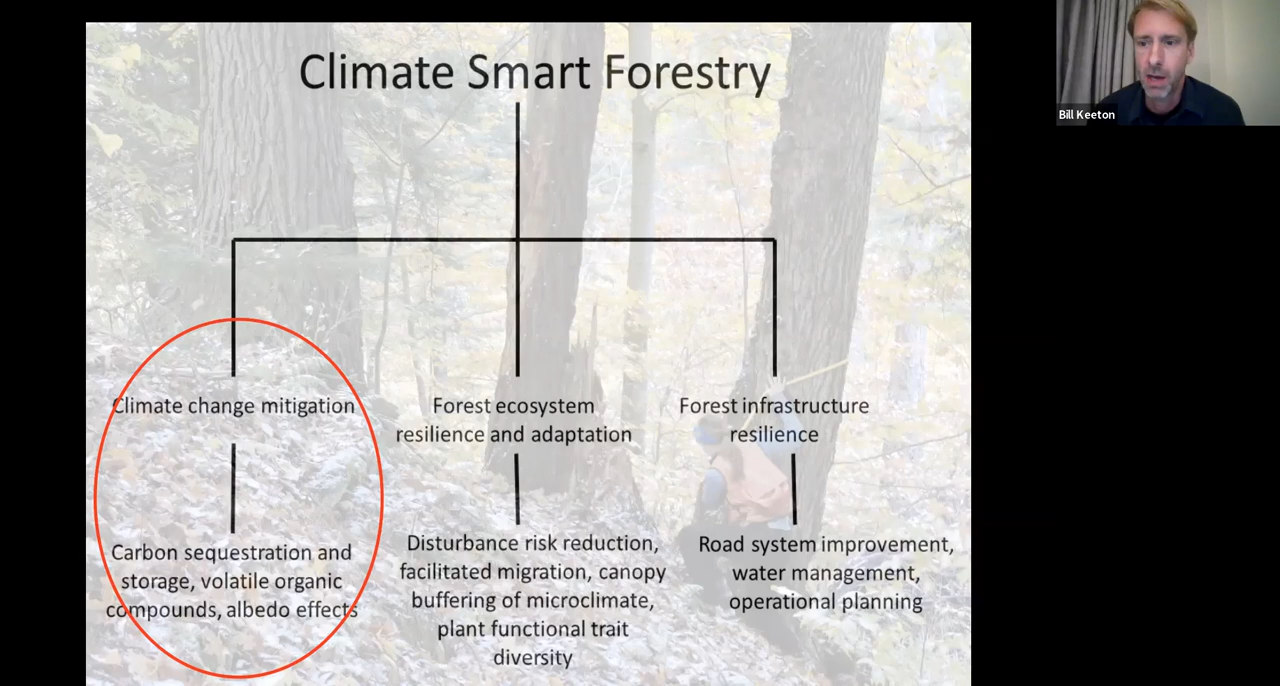 Climate Smart Forestry
Bill Keeton
Climate change mitigation
Forest ecosystem
resilience and adaptation
Forest infrastructure
resilience
Carbon sequestration and
storage, volatile organic
compounds, albedo effects
Disturbance risk reduction,
facilitated migration, canopy
buffering of microclimate,
plant functional trait
diversity
Road system improvement,
water management,
operational planning